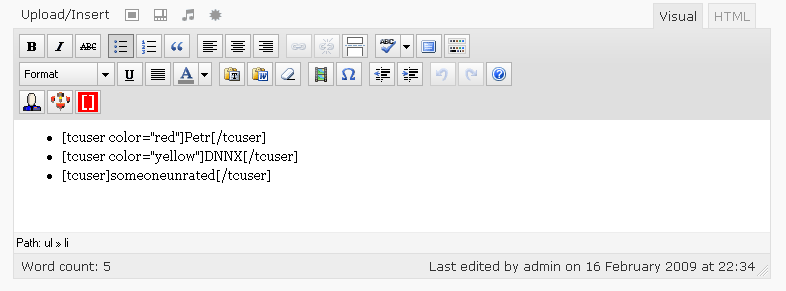 Upload/Insert
Visual
HTML
B I ABC ABC
Format U A T W Ω ?
[]
[tcuser color="red"]Petr[/tcuser]
[tcuser color="yellow"]DNNX[/tcuser]
[tcuser]someoneunrated[/tcuser]
Path: ul » li
Word count: 5
Last edited by admin on 16 February 2009 at 22:34